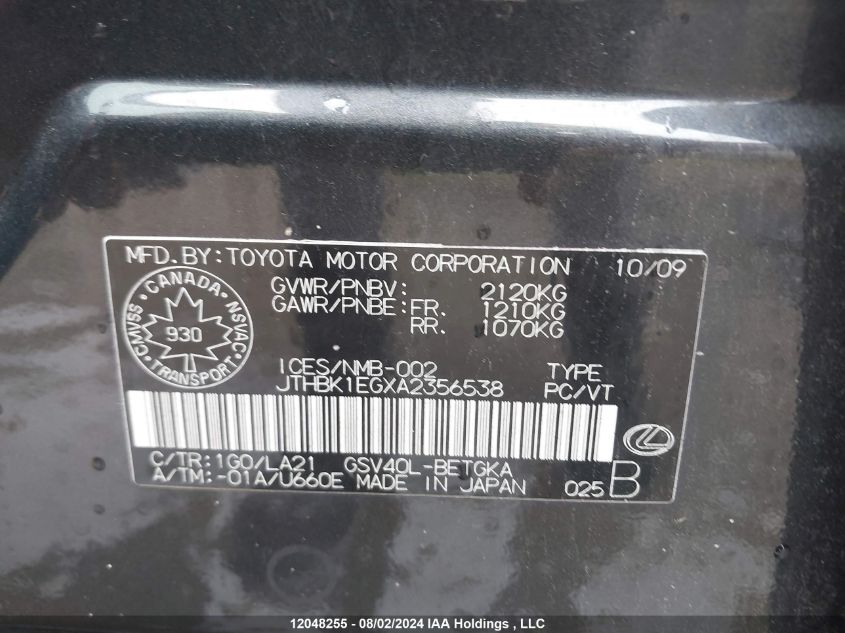 MFD.BY:TOYOTA MOTOR CORPORATION 10/09
GVWR/PNBV: 2120KG
GAWR/PNBE:FR. 1210KG
RR. 1070KG
CANADA
CMVSS 930 NSVAC
TRANSPORT
ICES/NMB-002 TYPE
JTHBK1EGXA2356538 PC/VT
C/TR:1G0/LA21 GSV40L-BETGKA
A/TM:-01A/U660E MADE IN JAPAN 025 B
12048255 - 08/02/2024 IAA Holdings , LLC